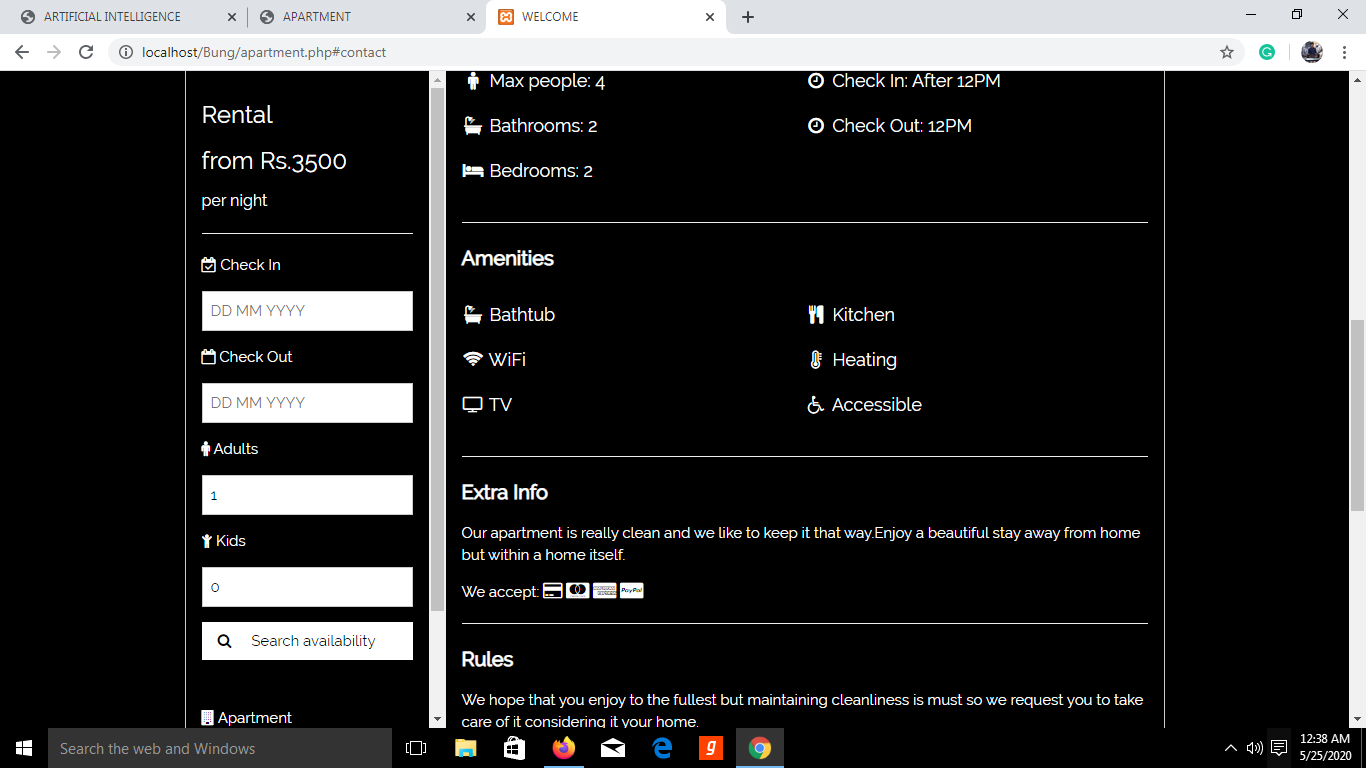 ARTIFICIAL INTELLIGENCE
APARTMENT
WELCOME
localhost/Bung/apartment.php#contact
Rental
from Rs.3500
per night
Check In
DD MM YYYY
Check Out
DD MM YYYY
Adults
1
Kids
0
Search availability
Apartment
Max people: 4
Check In: After 12PM
Bathrooms: 2
Check Out: 12PM
Bedrooms: 2
Amenities
Bathtub
Kitchen
WiFi
Heating
TV
Accessible
Extra Info
Our apartment is really clean and we like to keep it that way.Enjoy a beautiful stay away from home
but within a home itself.
We accept:
PayPal
Rules
We hope that you enjoy to the fullest but maintaining cleanliness is must so we request you to take
care of it considering it your home.
Search the web and Windows
12:38 AM
5/25/2020